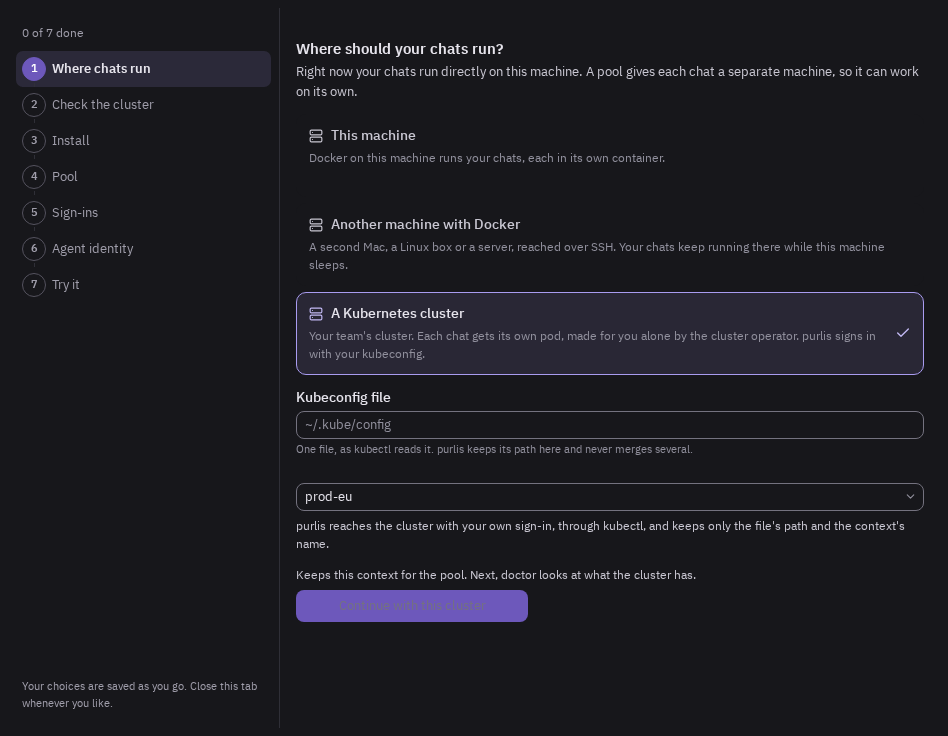 0 of 7 done
1 Where chats run
2 Check the cluster
3 Install
4 Pool
5 Sign-ins
6 Agent identity
7 Try it
Your choices are saved as you go. Close this tab
whenever you like.
Where should your chats run?
Right now your chats run directly on this machine. A pool gives each chat a separate machine, so it can work
on its own.
This machine
Docker on this machine runs your chats, each in its own container.
Another machine with Docker
A second Mac, a Linux box or a server, reached over SSH. Your chats keep running there while this machine
sleeps.
A Kubernetes cluster
Your team's cluster. Each chat gets its own pod, made for you alone by the cluster operator. purlis signs in
with your kubeconfig.
Kubeconfig file
~/.kube/config
One file, as kubectl reads it. purlis keeps its path here and never merges several.
prod-eu
purlis reaches the cluster with your own sign-in, through kubectl, and keeps only the file's path and the context's
name.
Keeps this context for the pool. Next, doctor looks at what the cluster has.
Continue with this cluster